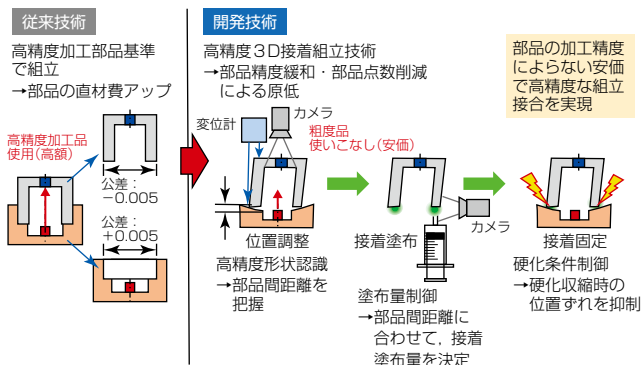 従来技術
高精度加工部品基準
で組立
→部品の直材費アップ
高精度加工品
使用(高額)
公差：
−0.005
公差：
+0.005
開発技術
高精度３D接着組立技術
→部品精度緩和・部品点数削減
による原低
カメラ
変位計
粗度品
使いこなし(安価)
位置調整
高精度形状認識
→部品間距離を
把握
接着塗布
カメラ
塗布量制御
→部品間距離に
合わせて，接着
塗布量を決定
部品の加工精度
によらない安価
で高精度な組立
接合を実現
接着固定
硬化条件制御
→硬化収縮時の
位置ずれを抑制